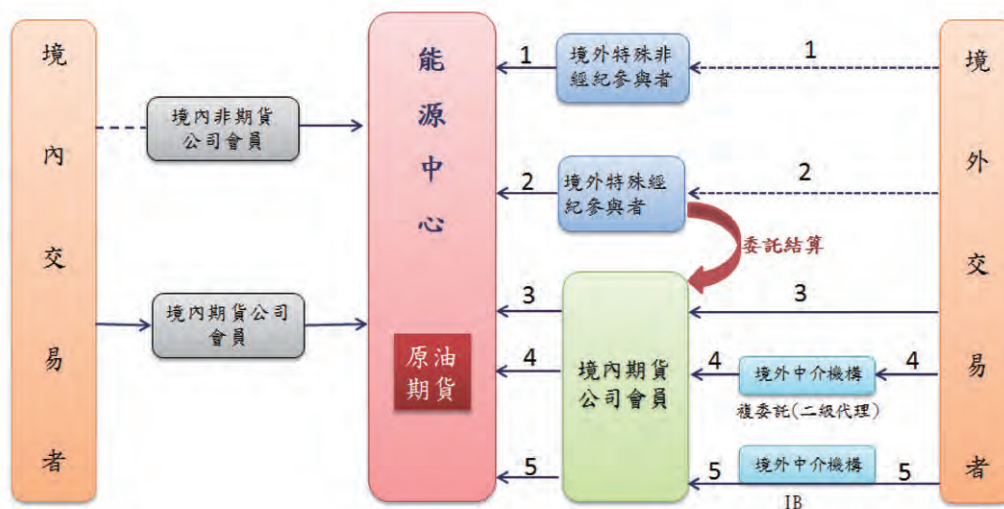 境內交易者
境內非期貨
公司會員
境內期貨公司
會員
能源中心
原油
期貨
1
境外特殊非
經紀參與者
1
2
境外特殊經
紀參與者
2
委託結算
3
3
4
境內期貨
公司會員
4
境外中介機構
4
複委託(二級代理)
5
5
境外中介機構
5
IB
境外交易者